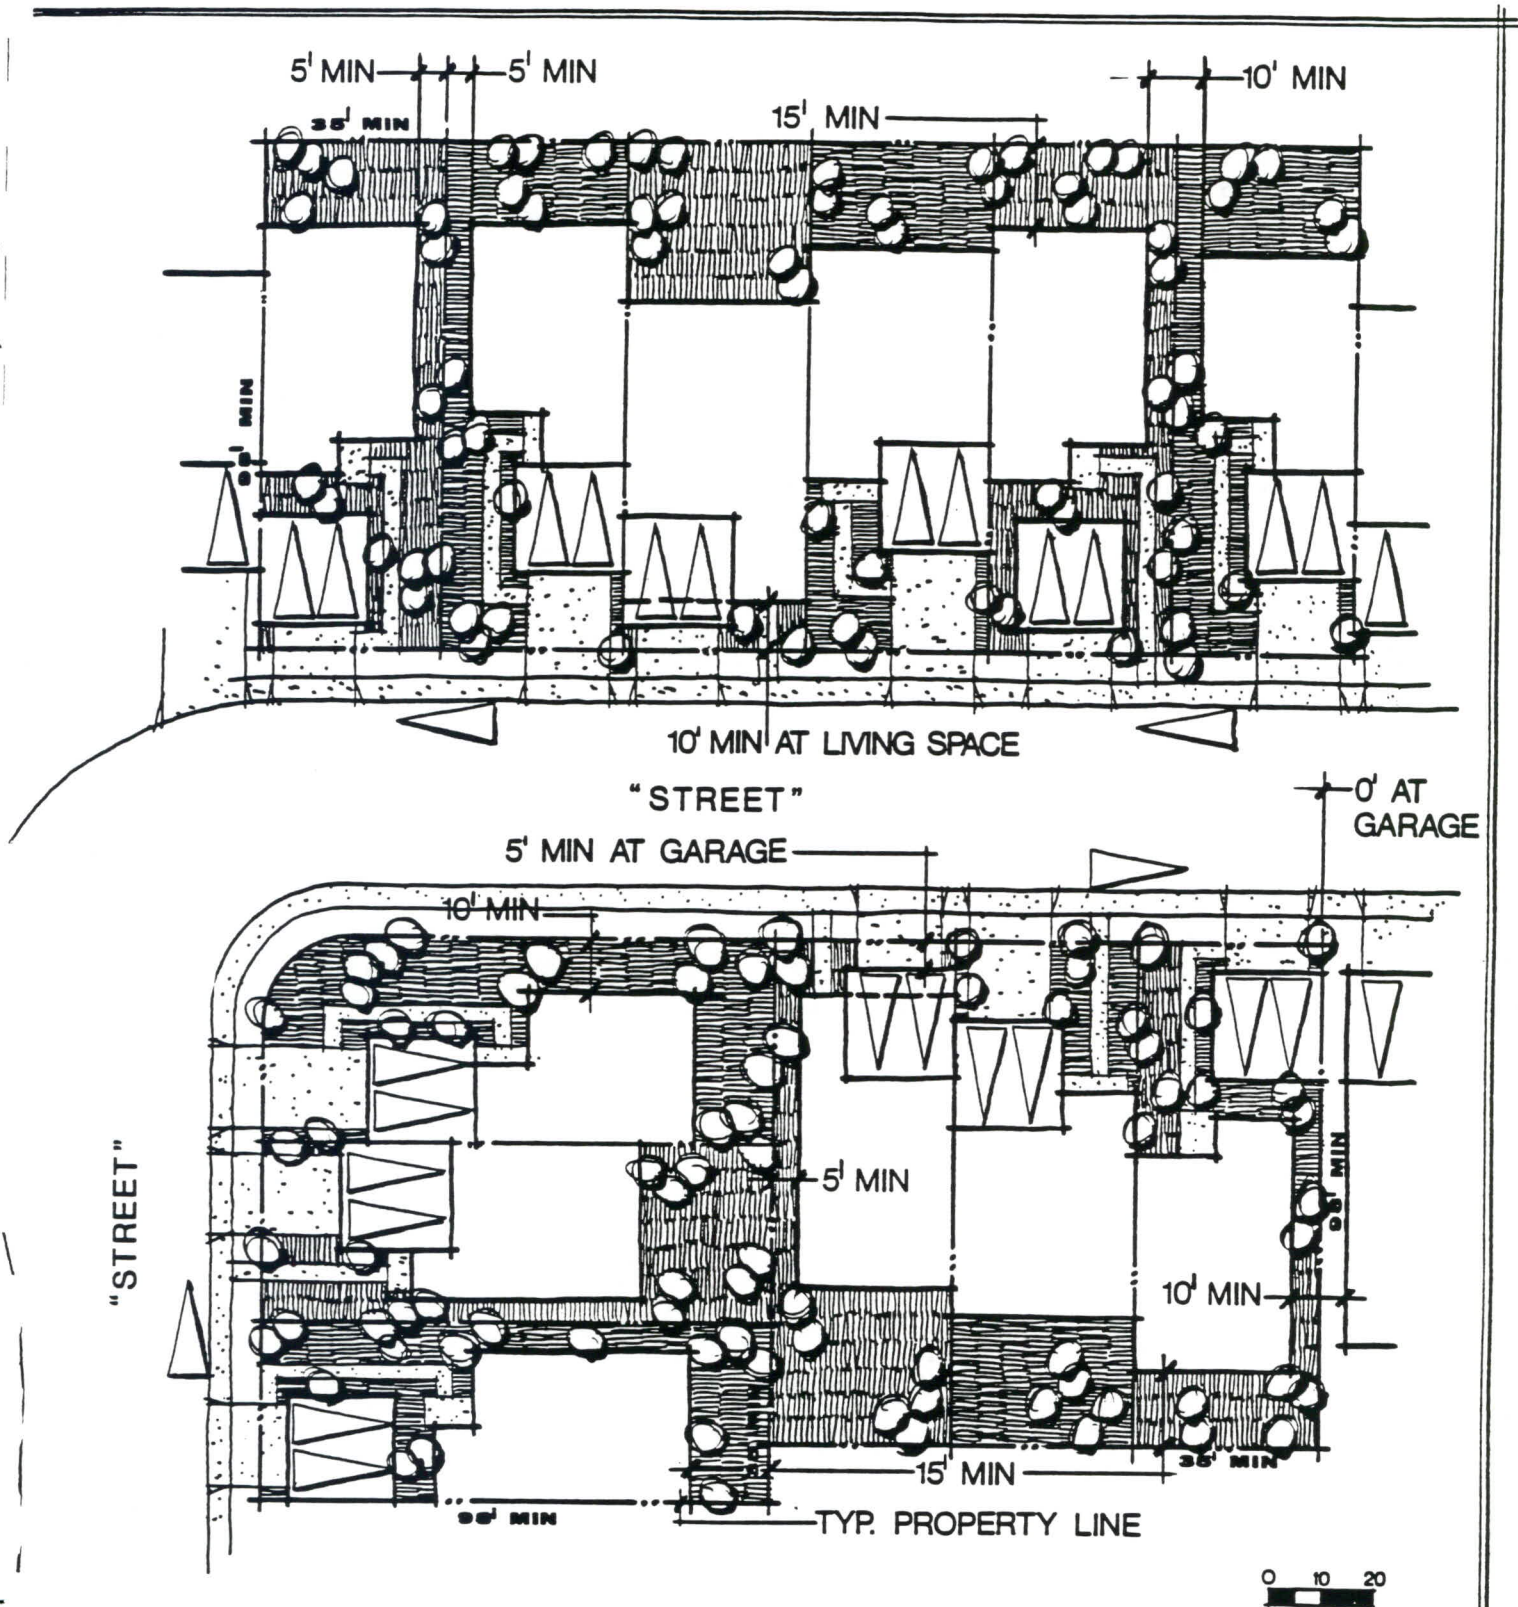 5' MIN 5' MIN 10' MIN
15' MIN
35' MIN
MIN
10' MIN AT LIVING SPACE
"STREET"
0' AT
GARAGE
5' MIN AT GARAGE
10' MIN
5' MIN
"STREET"
MIN
10' MIN
15' MIN
35' MIN
MIN
TYP. PROPERTY LINE
0 10 20